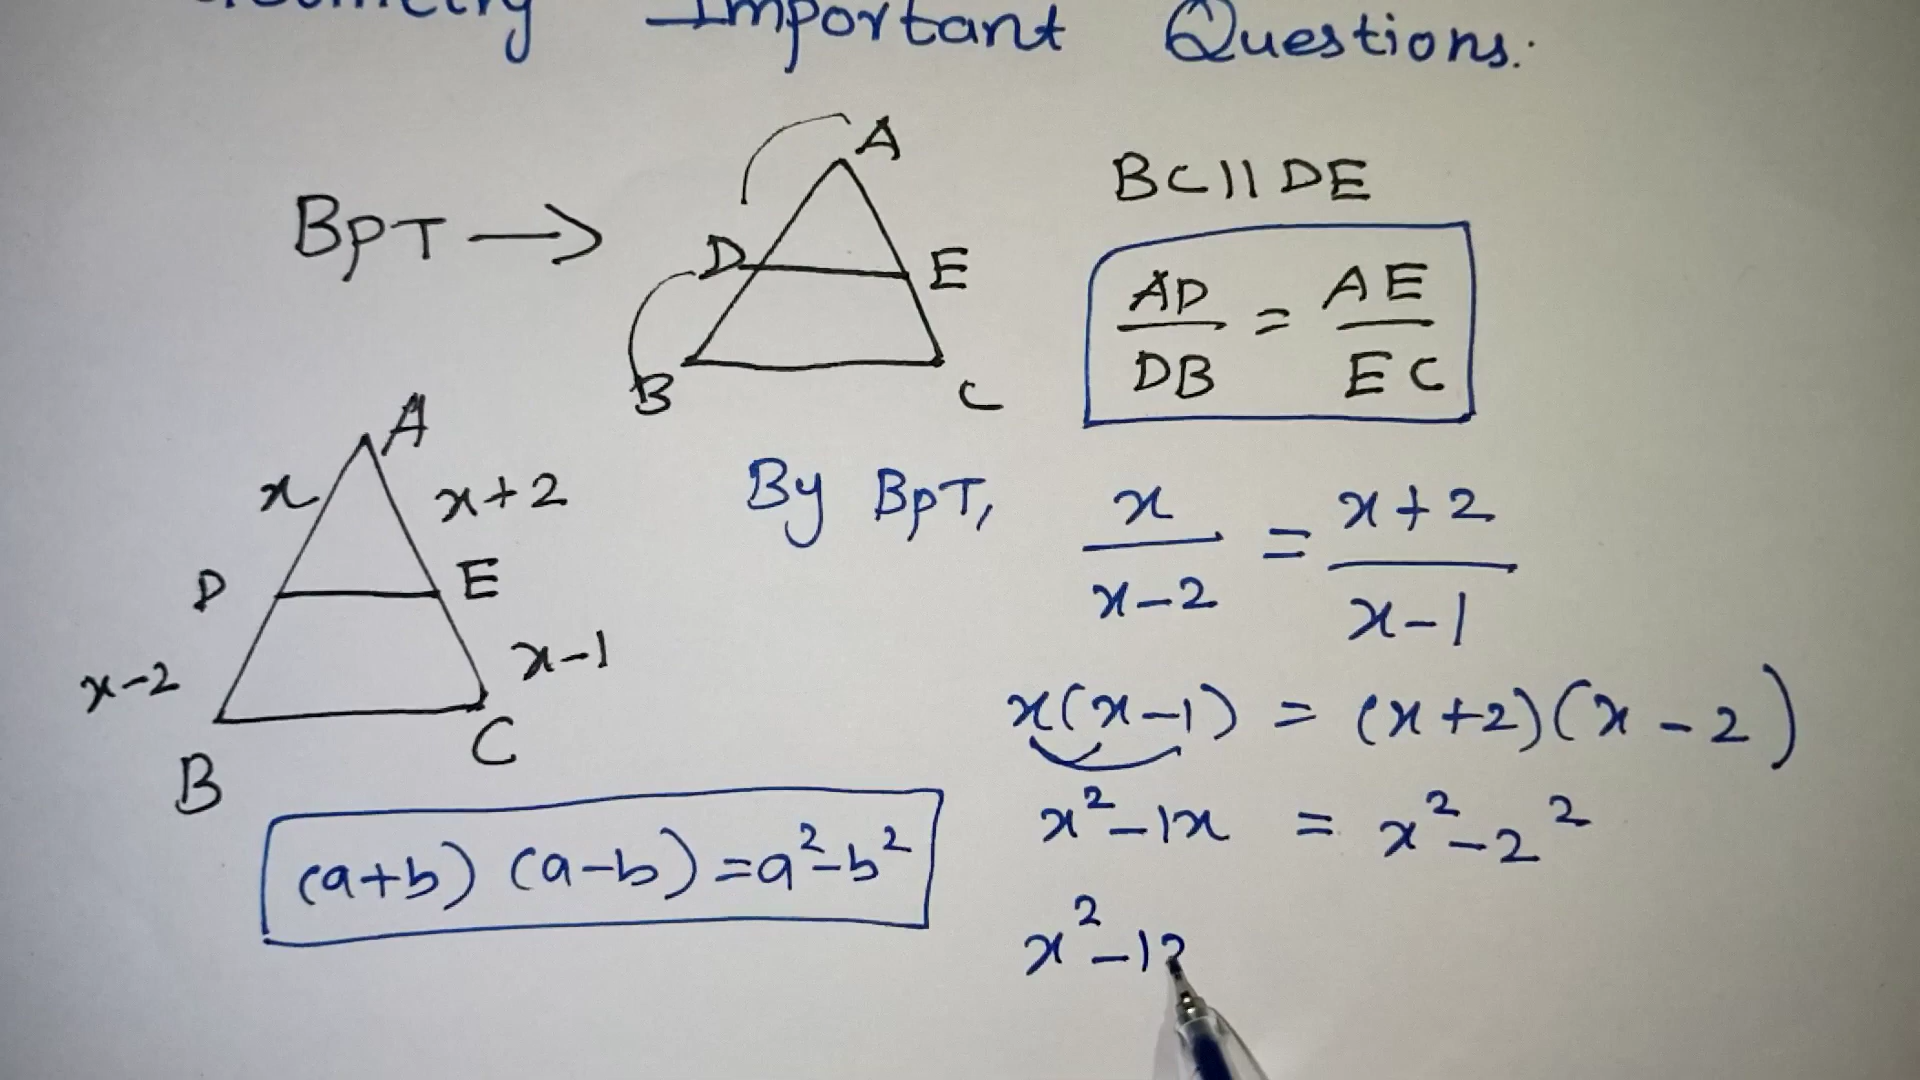 Important Questions.
BPT →
A
D
E
B
C
BC || DE
AD/DB = AE/EC
A
x
x+2
D
E
x-2
x-1
B
C
By BPT,
x/x-2 = x+2/x-1
x(x-1) = (x+2)(x-2)
x²-1x = x²-2²
(a+b) (a-b) = a²-b²
x²-1